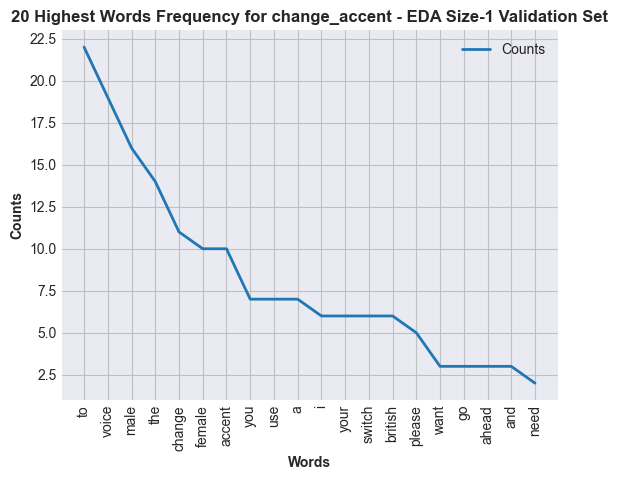 20 Highest Words Frequency for change_accent - EDA Size-1 Validation Set
Counts
22.5
20.0
17.5
15.0
12.5
10.0
7.5
5.0
2.5
Counts
to
voice
male
the
change
female
accent
you
use
a
i
your
switch
british
please
want
go
ahead
and
need
Words